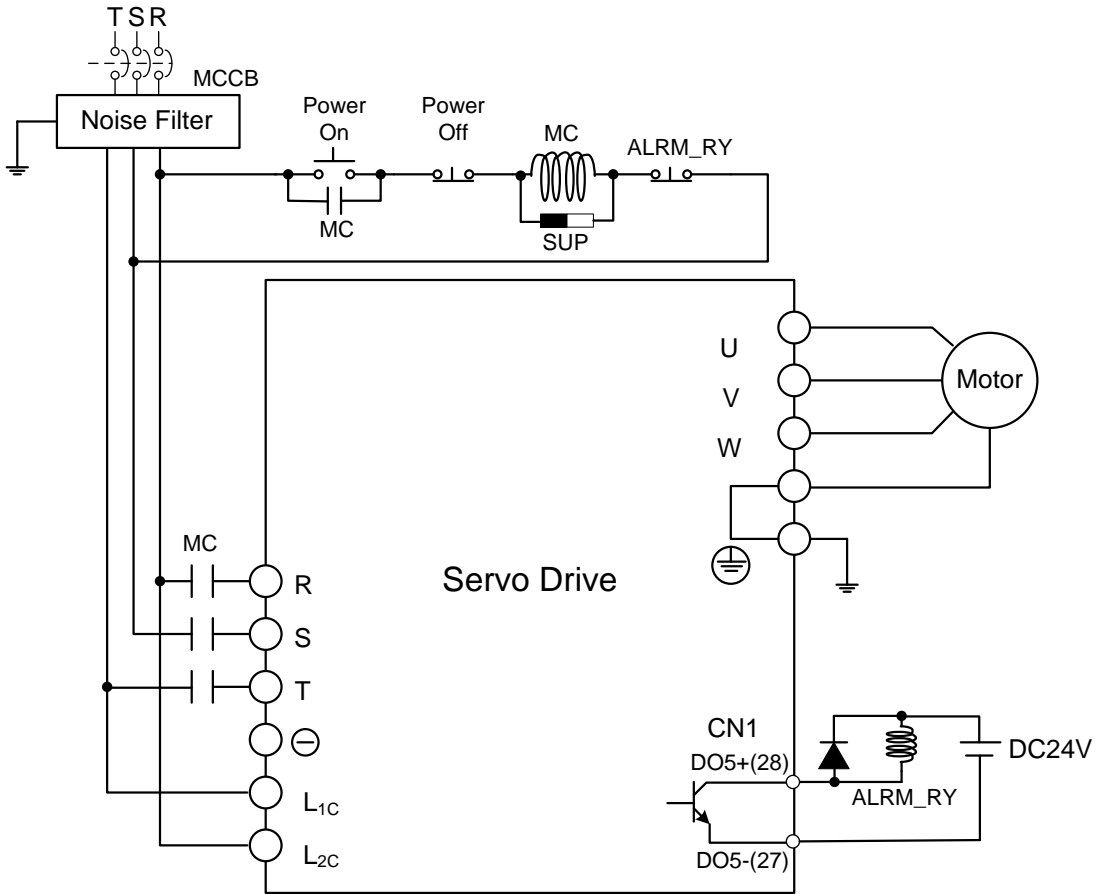 T S R
MCCB
Noise Filter
Power On
Power Off
MC
ALRM_RY
MC
SUP
U
V
W
Motor
MC
R
S
T
Servo Drive
L1C
L2C
CN1
DO5+(28)
DC24V
ALRM_RY
DO5-(27)